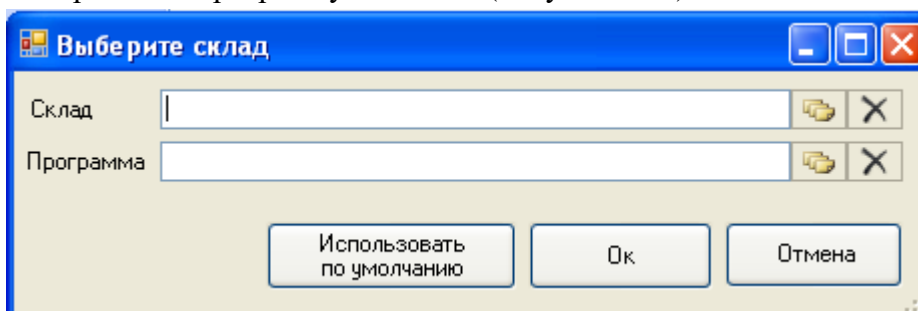 Выберите склад
Склад
Программа
Использовать
по умолчанию
Ок
Отмена